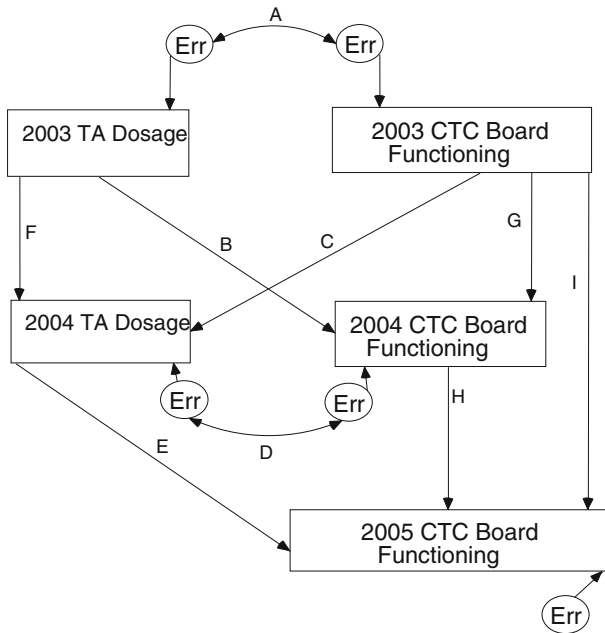 A
Err
Err
2003 TA Dosage
2003 CTC Board
Functioning
F
B
C
G
I
2004 TA Dosage
2004 CTC Board
Functioning
Err
Err
H
E
D
2005 CTC Board
Functioning
Err